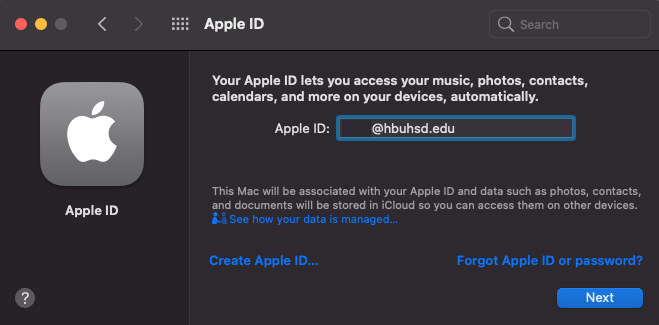 Apple ID
Search
Your Apple ID lets you access your music, photos, contacts,
calendars, and more on your devices, automatically.
Apple ID: @hbuhsd.edu
Apple ID
This Mac will be associated with your Apple ID and data such as photos, contacts,
and documents will be stored in iCloud so you can access them on other devices.
See how your data is managed...
Create Apple ID...
Forgot Apple ID or password?
?
Next